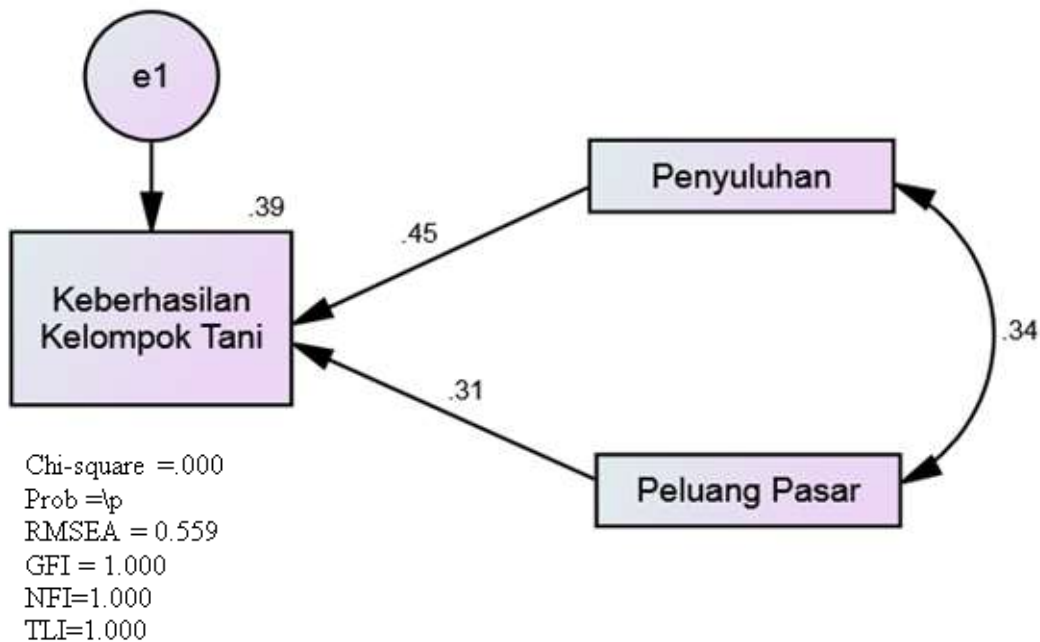 e1
.39
Keberhasilan
Kelompok Tani
.45
Penyuluhan
.34
.31
Peluang Pasar
Chi-square =.000
Prob =\p
RMSEA = 0.559
GFI = 1.000
NFI=1.000
TLI=1.000